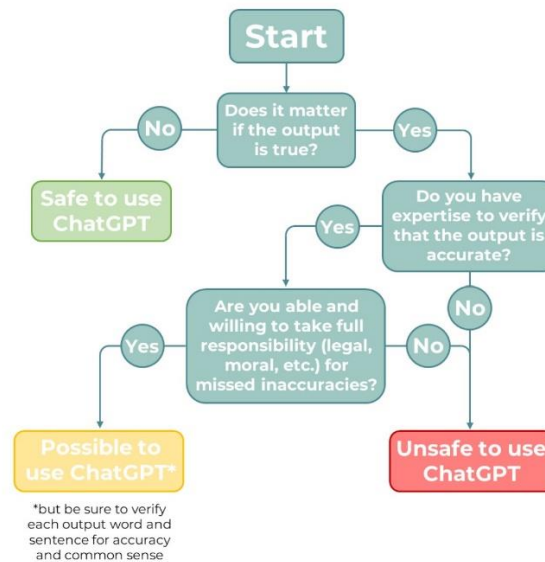 Start
Does it matter
if the output
is true?
No
Yes
Safe to use
ChatGPT
Do you have
expertise to verify
that the output is
accurate?
Yes
No
Are you able and
willing to take full
responsibility (legal,
moral, etc.) for
missed inaccuracies?
Yes
No
Possible to
use ChatGPT*
Unsafe to use
ChatGPT
*but be sure to verify
each output word and
sentence for accuracy
and common sense